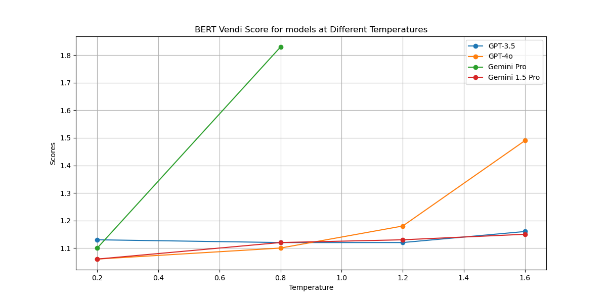 BERT Vendi Score for models at Different Temperatures
GPT-3.5
GPT-4o
Gemini Pro
Gemini 1.5 Pro
Scores
1.8
1.7
1.6
1.5
1.4
1.3
1.2
1.1
0.2 0.4 0.6 0.8 1.0 1.2 1.4 1.6
Temperature